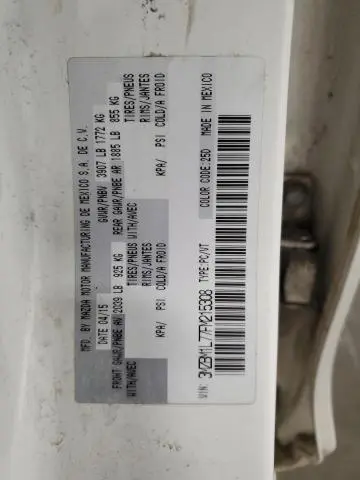 MFD. BY MAZDA MOTOR MANUFACTURING DE MEXICO S.A. DE C.V.
DATE 04/15 GVWR/PNBV 3907 LB 1772 KG
FRONT GAWR/PNBE AV 2039 LB 925 KG REAR GAWR/PNBE AR 1885 LB 855 KG
WITH/AVEC TIRES/PNEUS WITH/AVEC TIRES/PNEUS
RIMS/JANTES RIMS/JANTES
KPA/ PSI COLD/A FROID KPA/ PSI COLD/A FROID
VIN: 3MZBM1L77FM215308 TYPE:PC/VT
COLOR CODE:25D MADE IN MEXICO